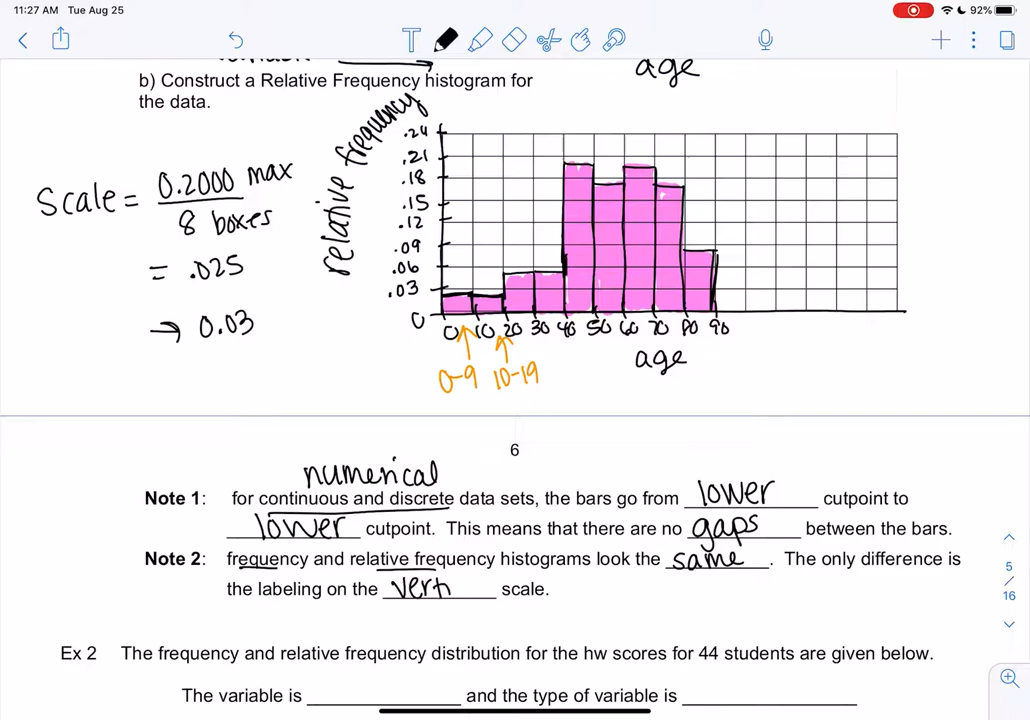 11:27 AM Tue Aug 25
92%
age
b) Construct a Relative Frequency histogram for
the data.
relative frequency
.24
.21
.18
.15
.12
.09
.06
.03
0
Scale = 0.2000 max
8 boxes
= .025
→ 0.03
0 10 20 30 40 50 60 70 80 90
0-9 10-19
age
6
numerical
Note 1: for continuous and discrete data sets, the bars go from lower cutpoint to
lower cutpoint. This means that there are no gaps between the bars.
Note 2: frequency and relative frequency histograms look the same. The only difference is
the labeling on the vert scale.
5
/
16
Ex 2 The frequency and relative frequency distribution for the hw scores for 44 students are given below.
The variable is ________________ and the type of variable is ________________